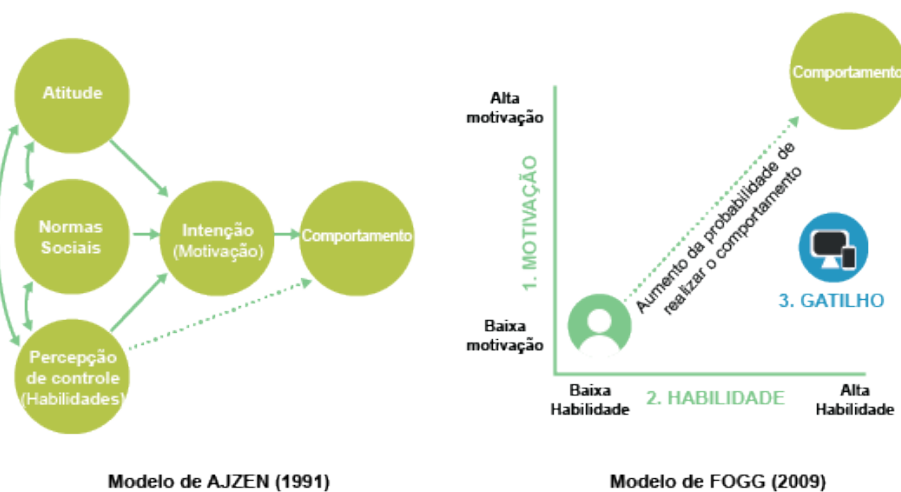 Atitude
Normas
Sociais
Percepção
de controle
(Habilidades)
Intenção
(Motivação)
Comportamento
Modelo de AJZEN (1991)
Alta
motivação
1. MOTIVAÇÃO
Baixa
motivação
Aumento da probabilidade de
realizar o comportamento
Comportamento
3. GATILHO
Baixa
Habilidade
2. HABILIDADE
Alta
Habilidade
Modelo de FOGG (2009)